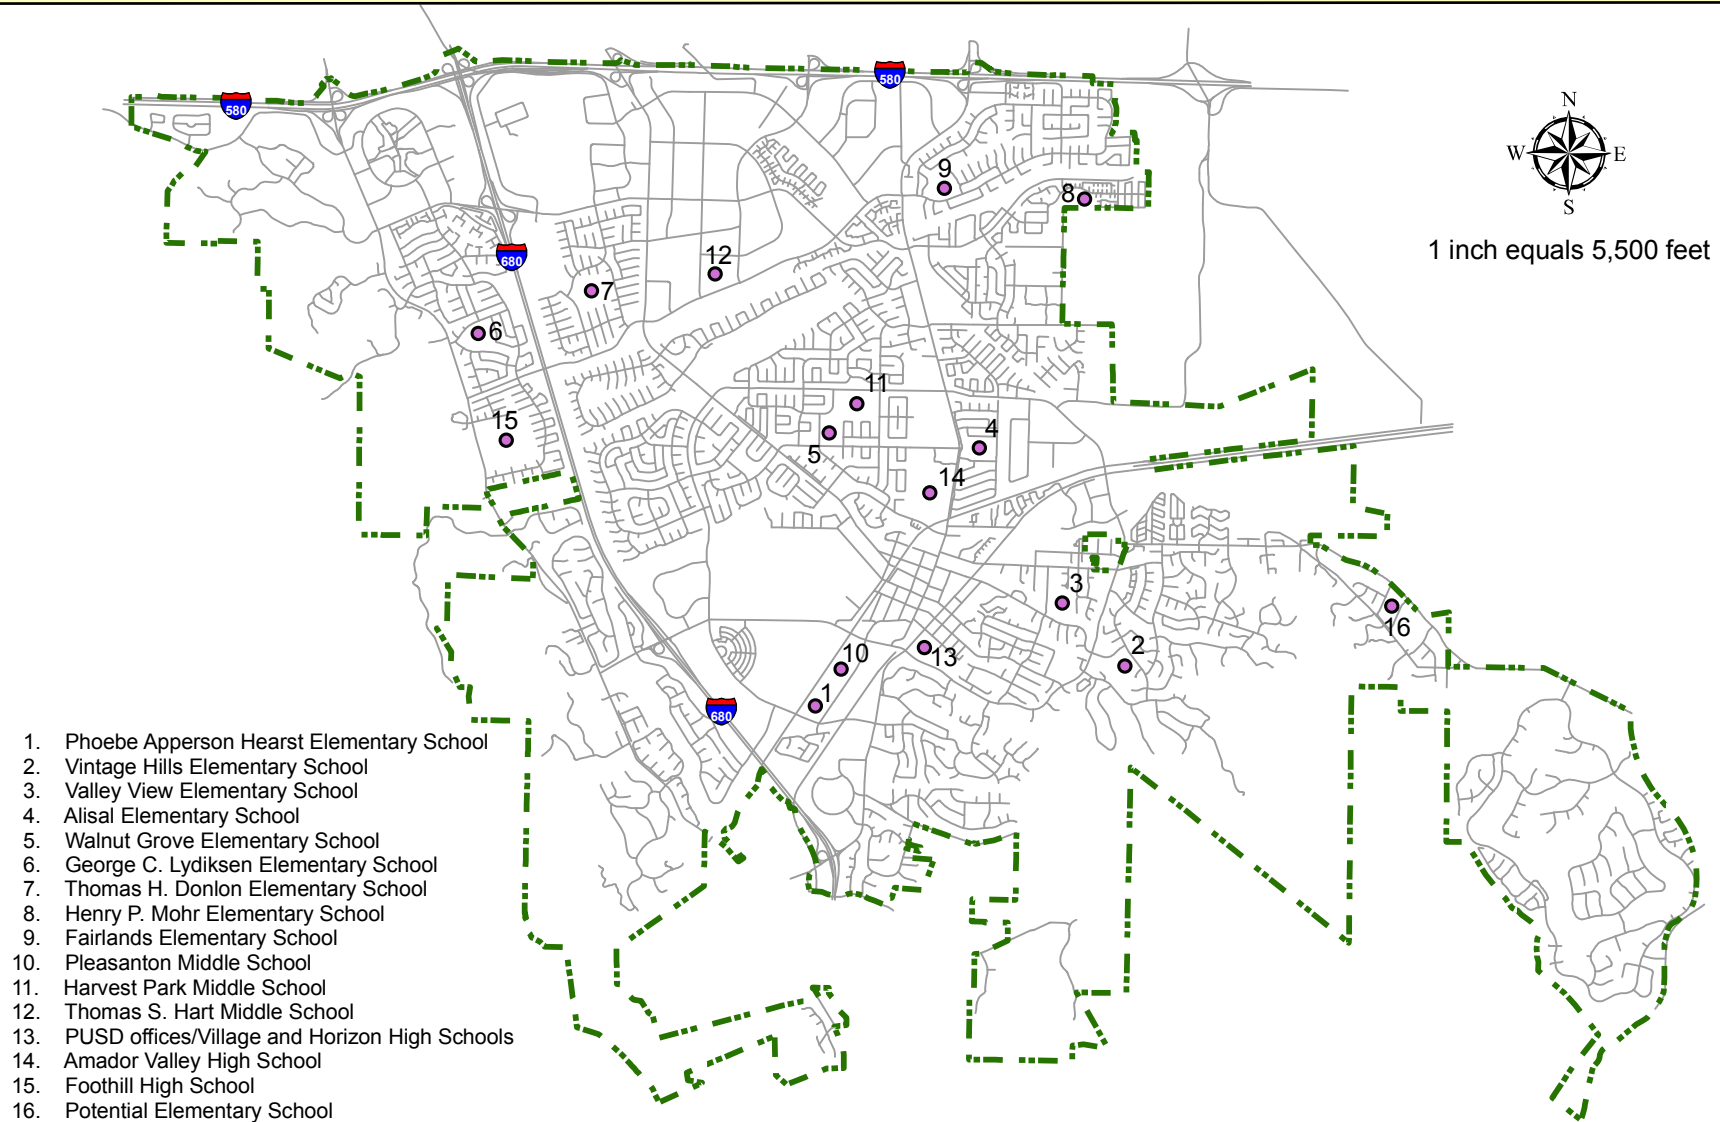 580
580
N
W E
S
1 inch equals 5,500 feet
9
8
680
12
7
6
11
15
4
5
14
3
16
2
10
13
1
680
1. Phoebe Apperson Hearst Elementary School
2. Vintage Hills Elementary School
3. Valley View Elementary School
4. Alisal Elementary School
5. Walnut Grove Elementary School
6. George C. Lydiksen Elementary School
7. Thomas H. Donlon Elementary School
8. Henry P. Mohr Elementary School
9. Fairlands Elementary School
10. Pleasanton Middle School
11. Harvest Park Middle School
12. Thomas S. Hart Middle School
13. PUSD offices/Village and Horizon High Schools
14. Amador Valley High School
15. Foothill High School
16. Potential Elementary School